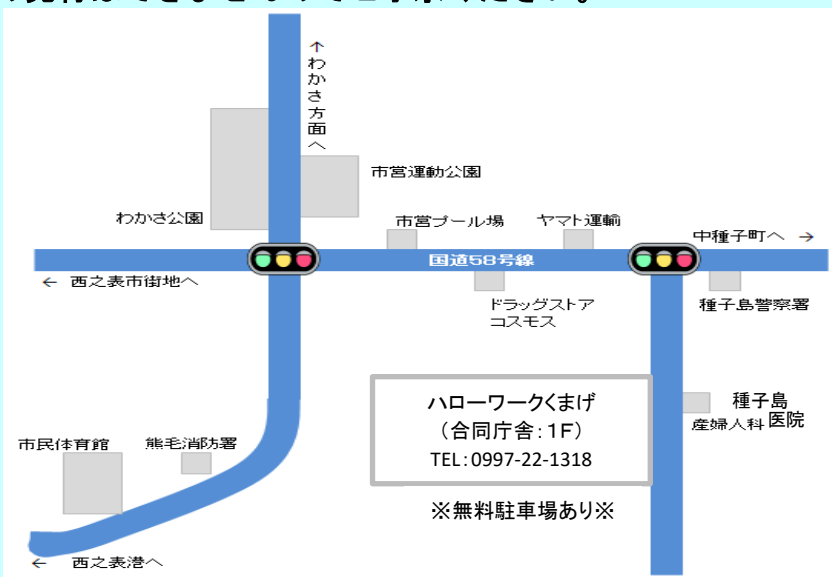 ↑わかさ方面へ
市営運動公園
わかさ公園
市営プール場
ヤマト運輸
中種子町へ →
国道58号線
← 西之表市街地へ
ドラッグストア
コスモス
種子島警察署
ハローワークくまげ
（合同庁舎：1F）
TEL：0997-22-1318
種子島
産婦人科医院
市民体育館
熊毛消防署
※無料駐車場あり※
← 西之表港へ